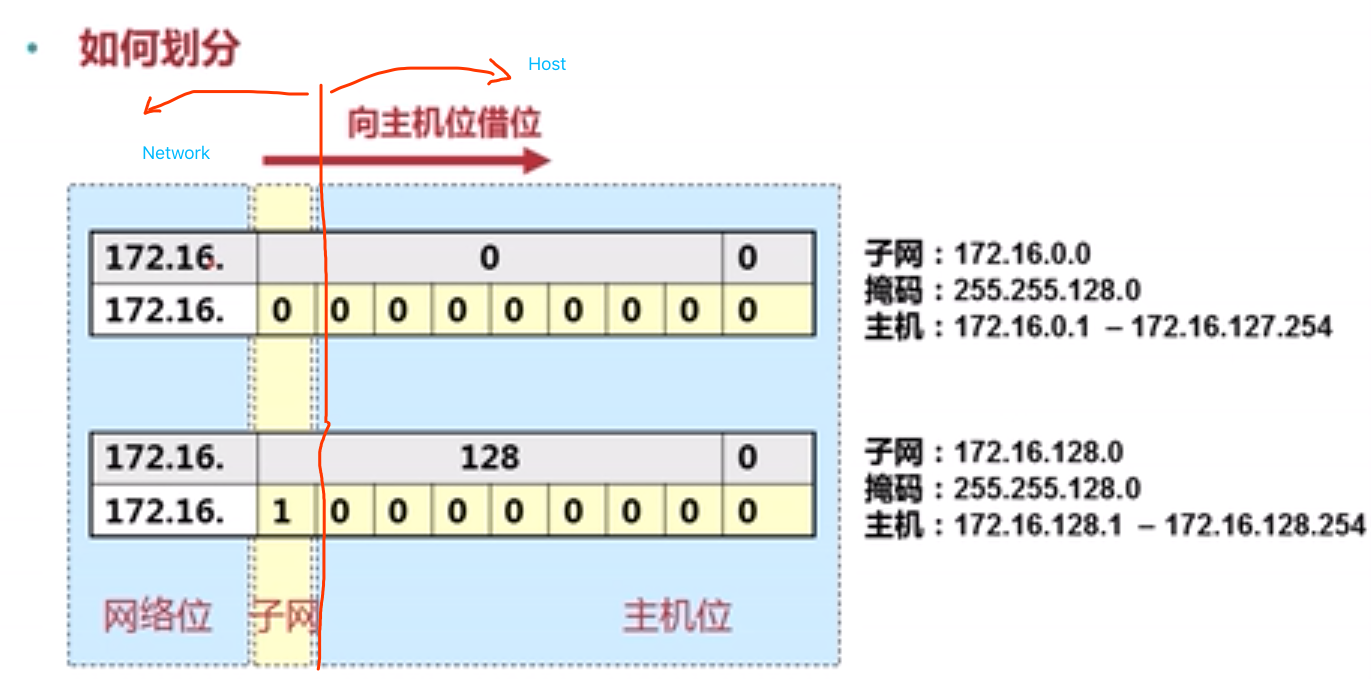 • 如何划分
Host
向主机位借位
Network
172.16. 0 0
172.16. 0 0 0 0 0 0 0 0 0
子网：172.16.0.0
掩码：255.255.128.0
主机：172.16.0.1 – 172.16.127.254
172.16. 128 0
172.16. 1 0 0 0 0 0 0 0 0
子网：172.16.128.0
掩码：255.255.128.0
主机：172.16.128.1 – 172.16.128.254
网络位 子网 主机位